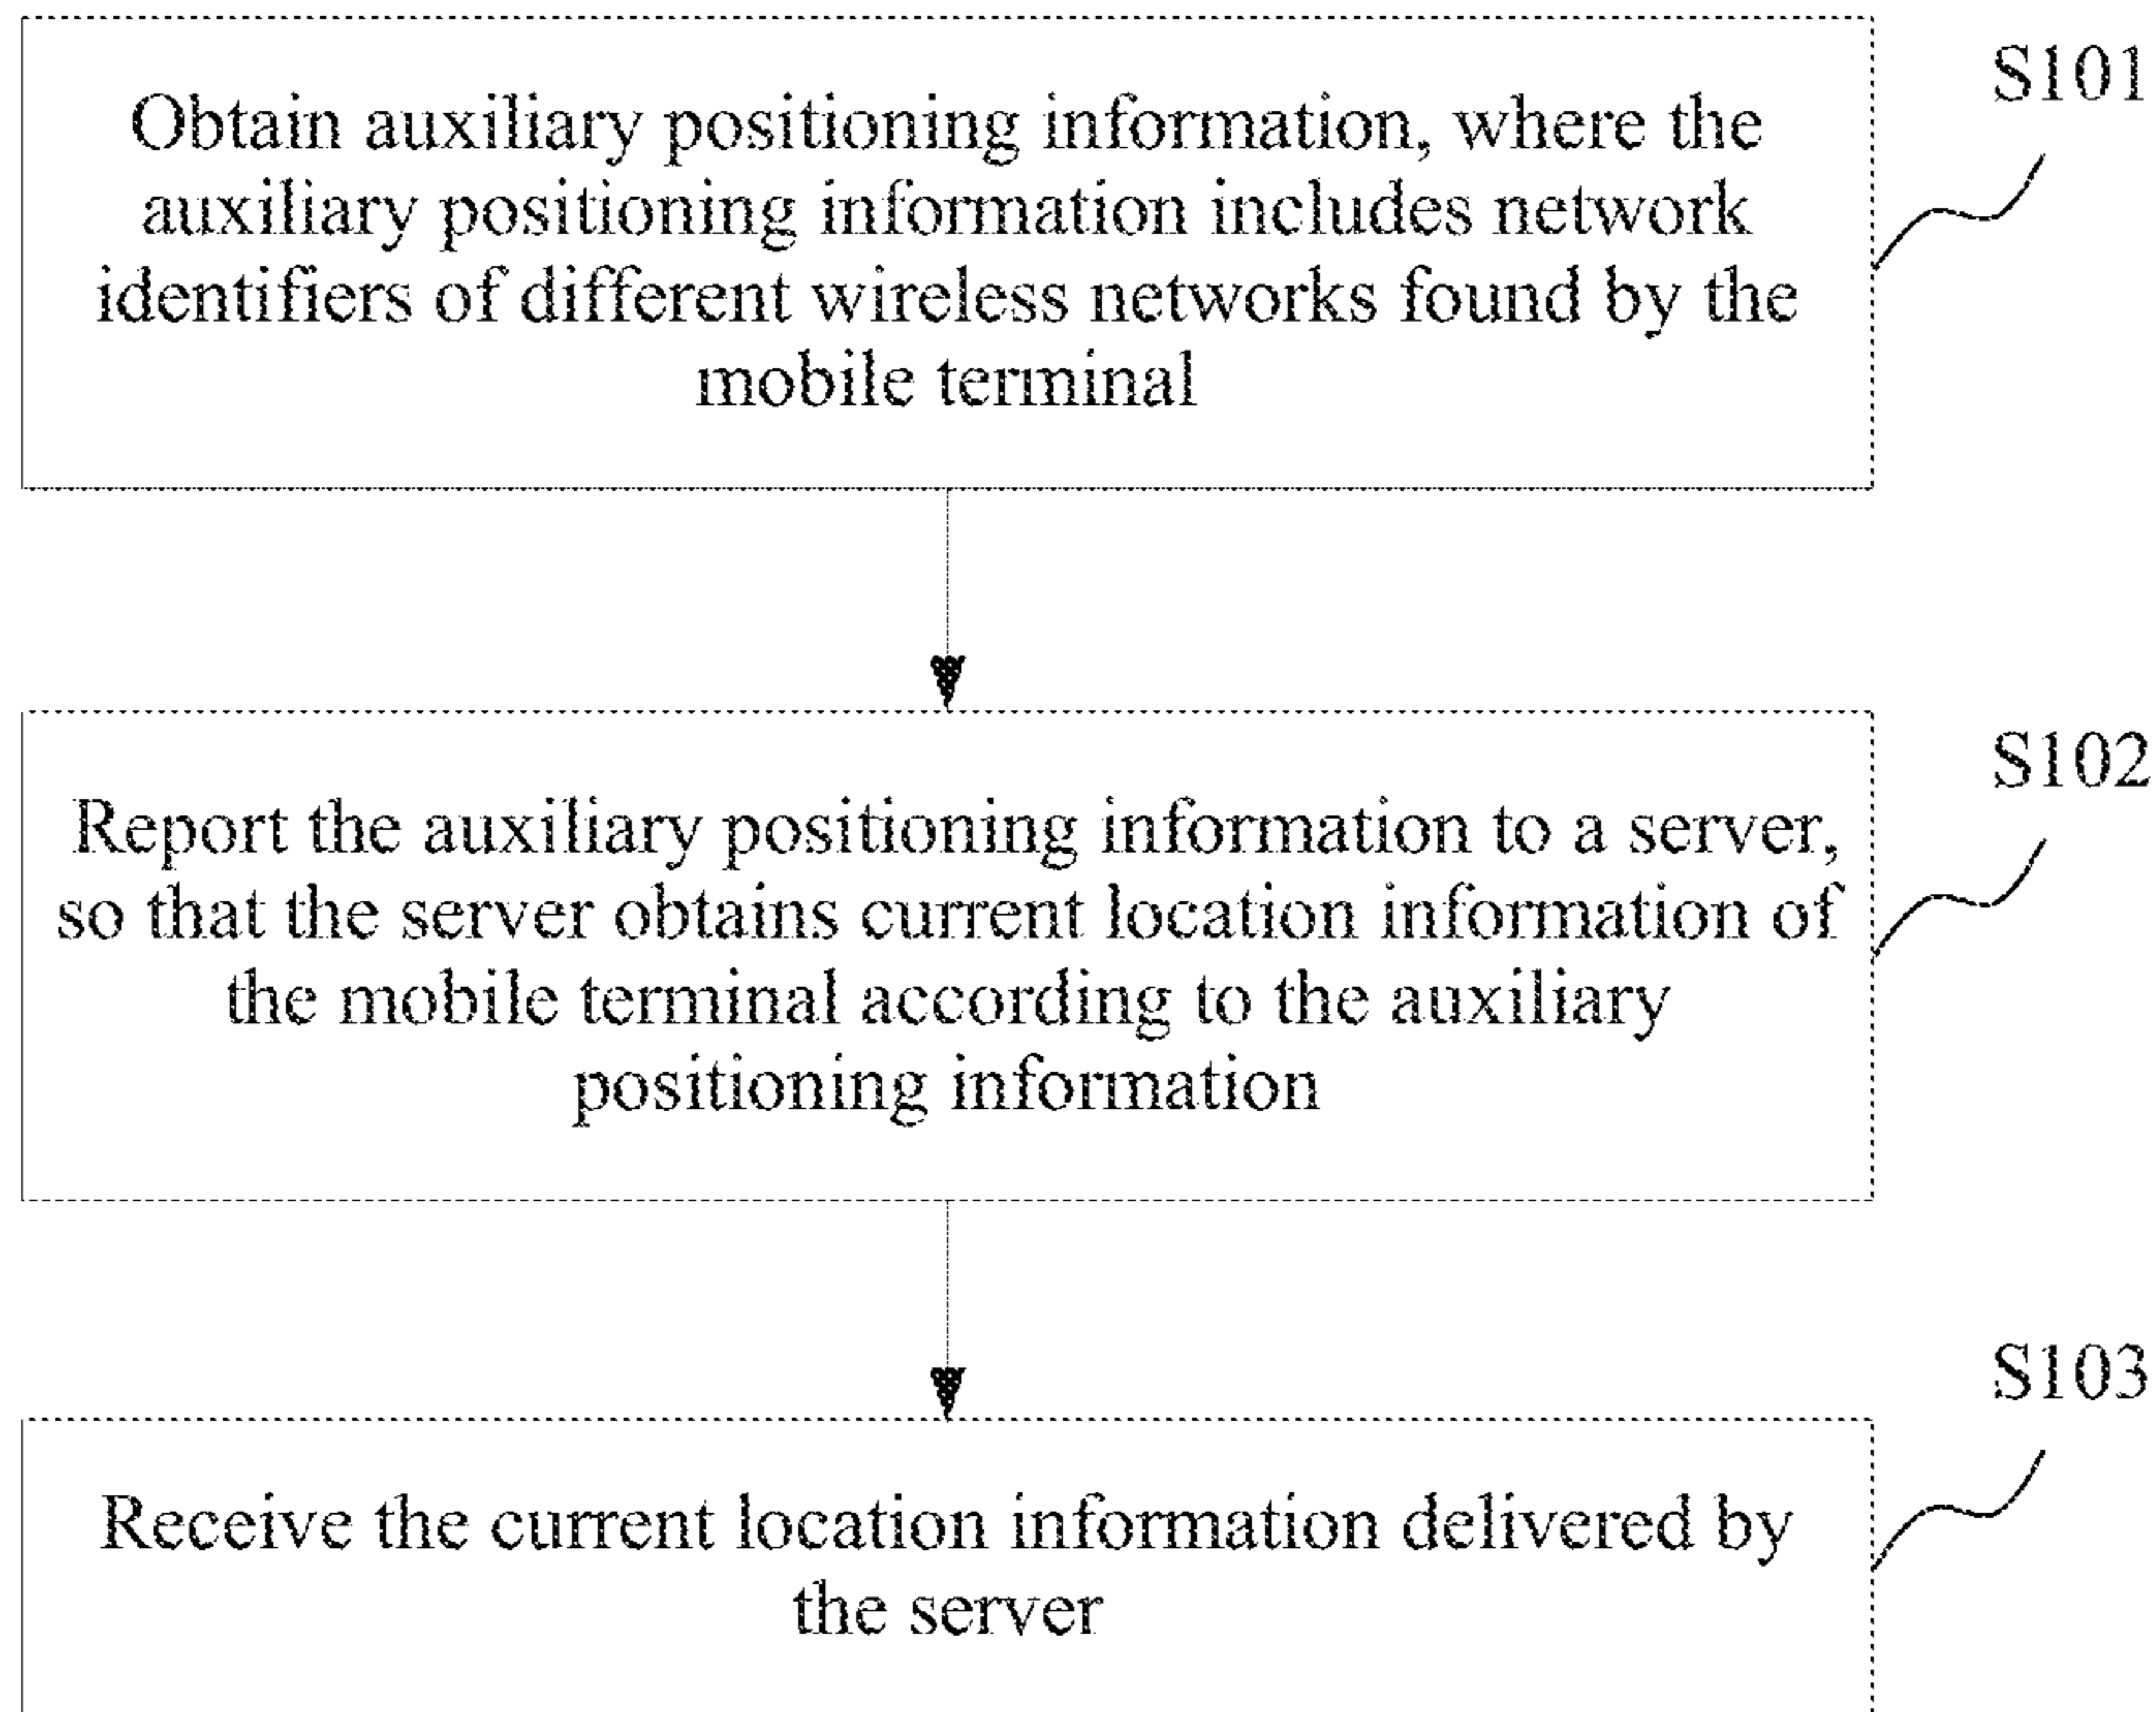 S101
Obtain auxiliary positioning information, where the
auxiliary positioning information includes network
identifiers of different wireless networks found by the
mobile terminal
S102
Report the auxiliary positioning information to a server,
so that the server obtains current location information of
the mobile terminal according to the auxiliary
positioning information
S103
Receive the current location information delivered by
the server